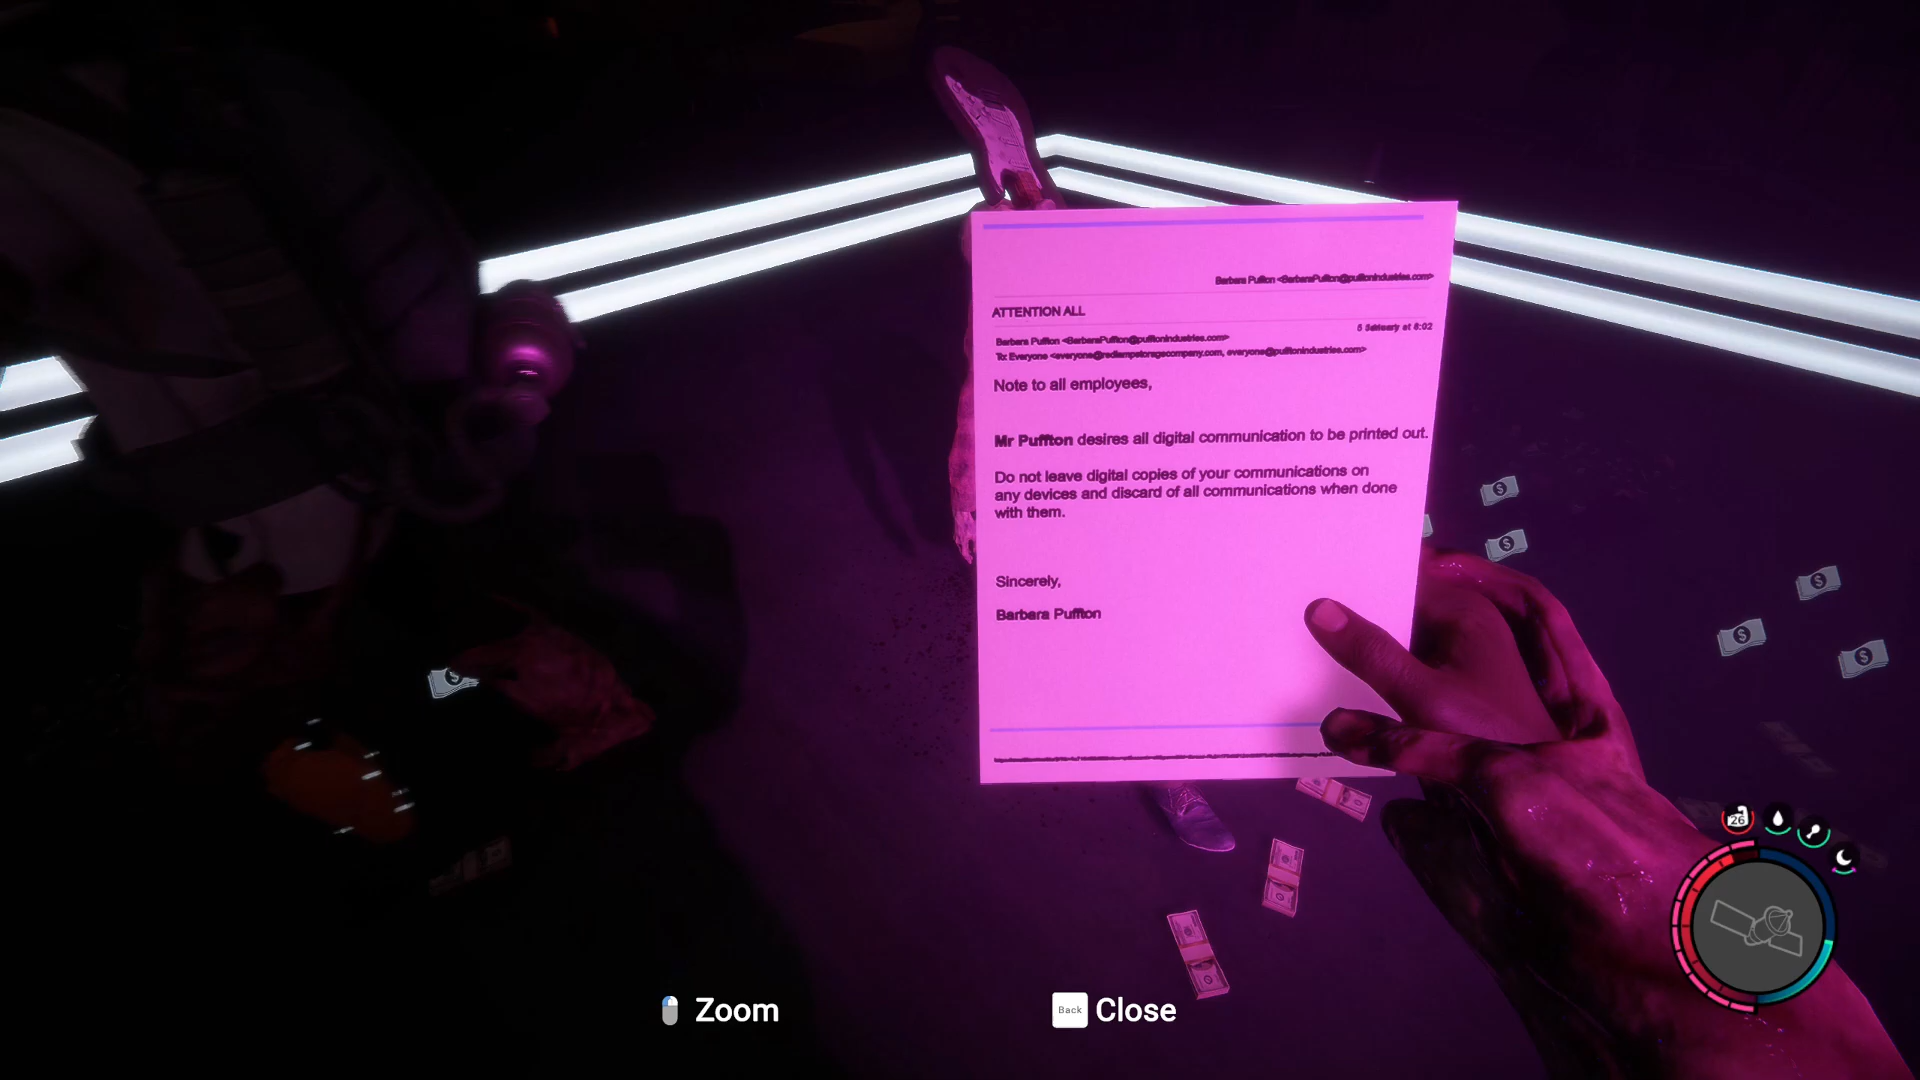 Barbara Puffton <BarbaraPuffton@pufftonindustries.com>
ATTENTION ALL
at 8:02
Barbara Puffton <BarbaraPuffton@pufftonindustries.com>
To: Everyone <everyone@redlampstoragecompany.com, everyone@pufftonindustries.com>
Note to all employees,
Mr Puffton desires all digital communication to be printed out.
Do not leave digital copies of your communications on
any devices and discard of all communications when done
with them.
Sincerely,
Barbara Puffton
26
Zoom
Back Close